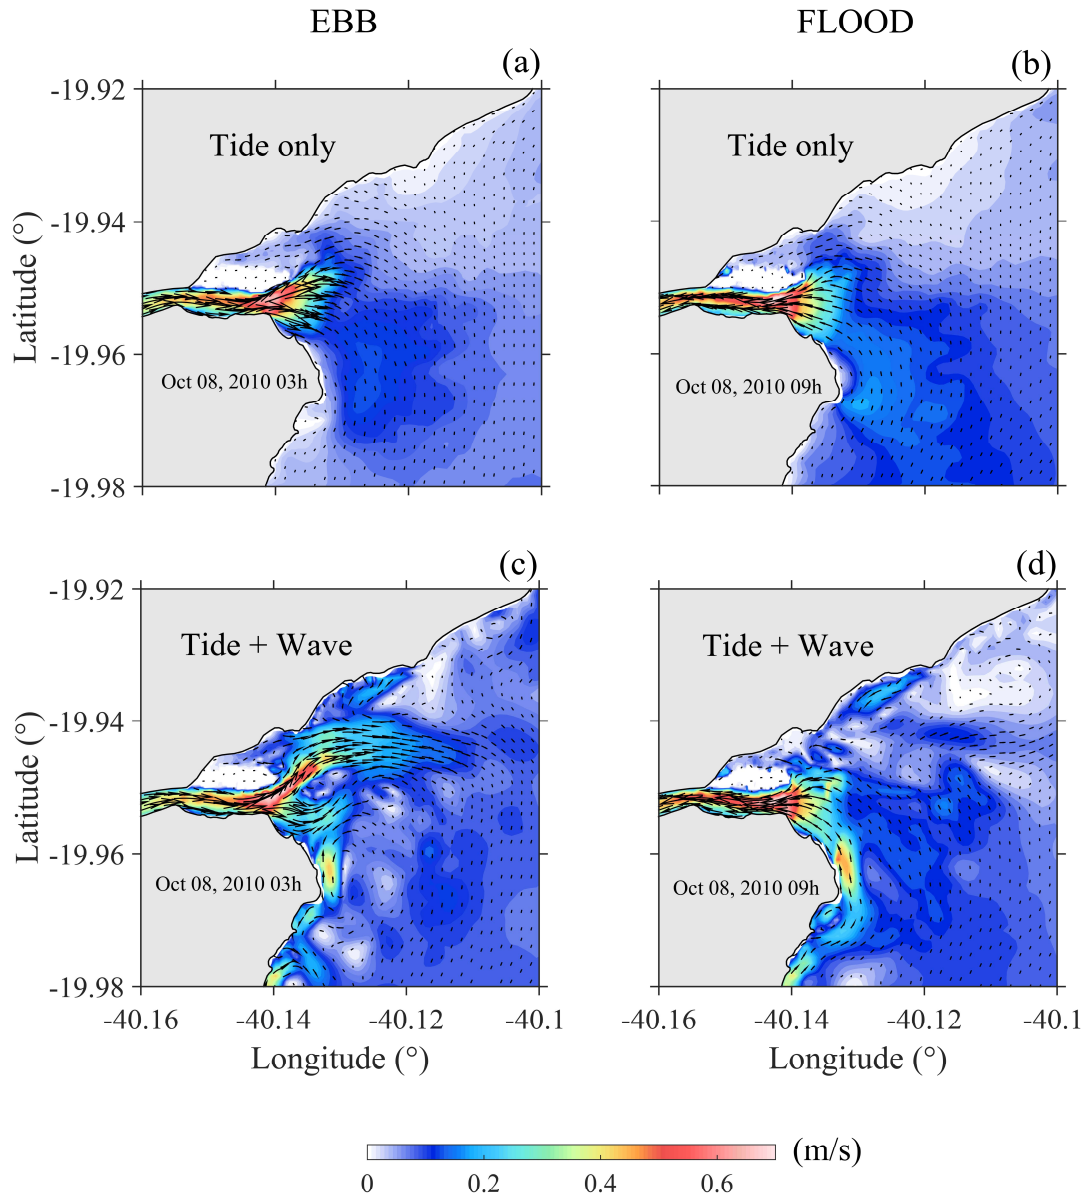 EBB
FLOOD
(a)
(b)
-19.92
-19.94
-19.96
-19.98
Latitude (°)
Tide only
Oct 08, 2010 03h
Tide only
Oct 08, 2010 09h
(c)
(d)
-19.92
-19.94
-19.96
-19.98
Latitude (°)
Tide + Wave
Oct 08, 2010 03h
Tide + Wave
Oct 08, 2010 09h
-40.16 -40.14 -40.12 -40.1
-40.16 -40.14 -40.12 -40.1
Longitude (°)
Longitude (°)
(m/s)
0 0.2 0.4 0.6